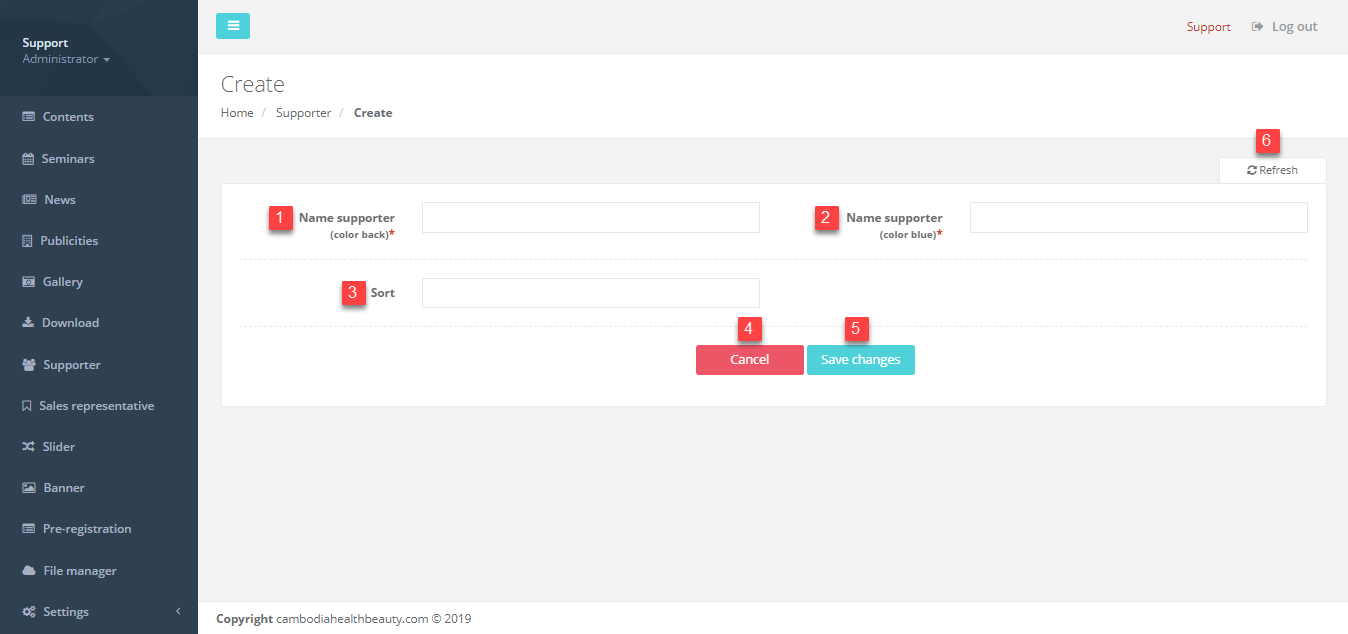 Support
Administrator
Contents
Seminars
News
Publicities
Gallery
Download
Supporter
Sales representative
Slider
Banner
Pre-registration
File manager
Settings
Support Log out
Create
Home / Supporter / Create
6
Refresh
1 Name supporter
(color back)*
2 Name supporter
(color blue)*
3 Sort
4 5
Cancel Save changes
Copyright cambodiahealthbeauty.com © 2019